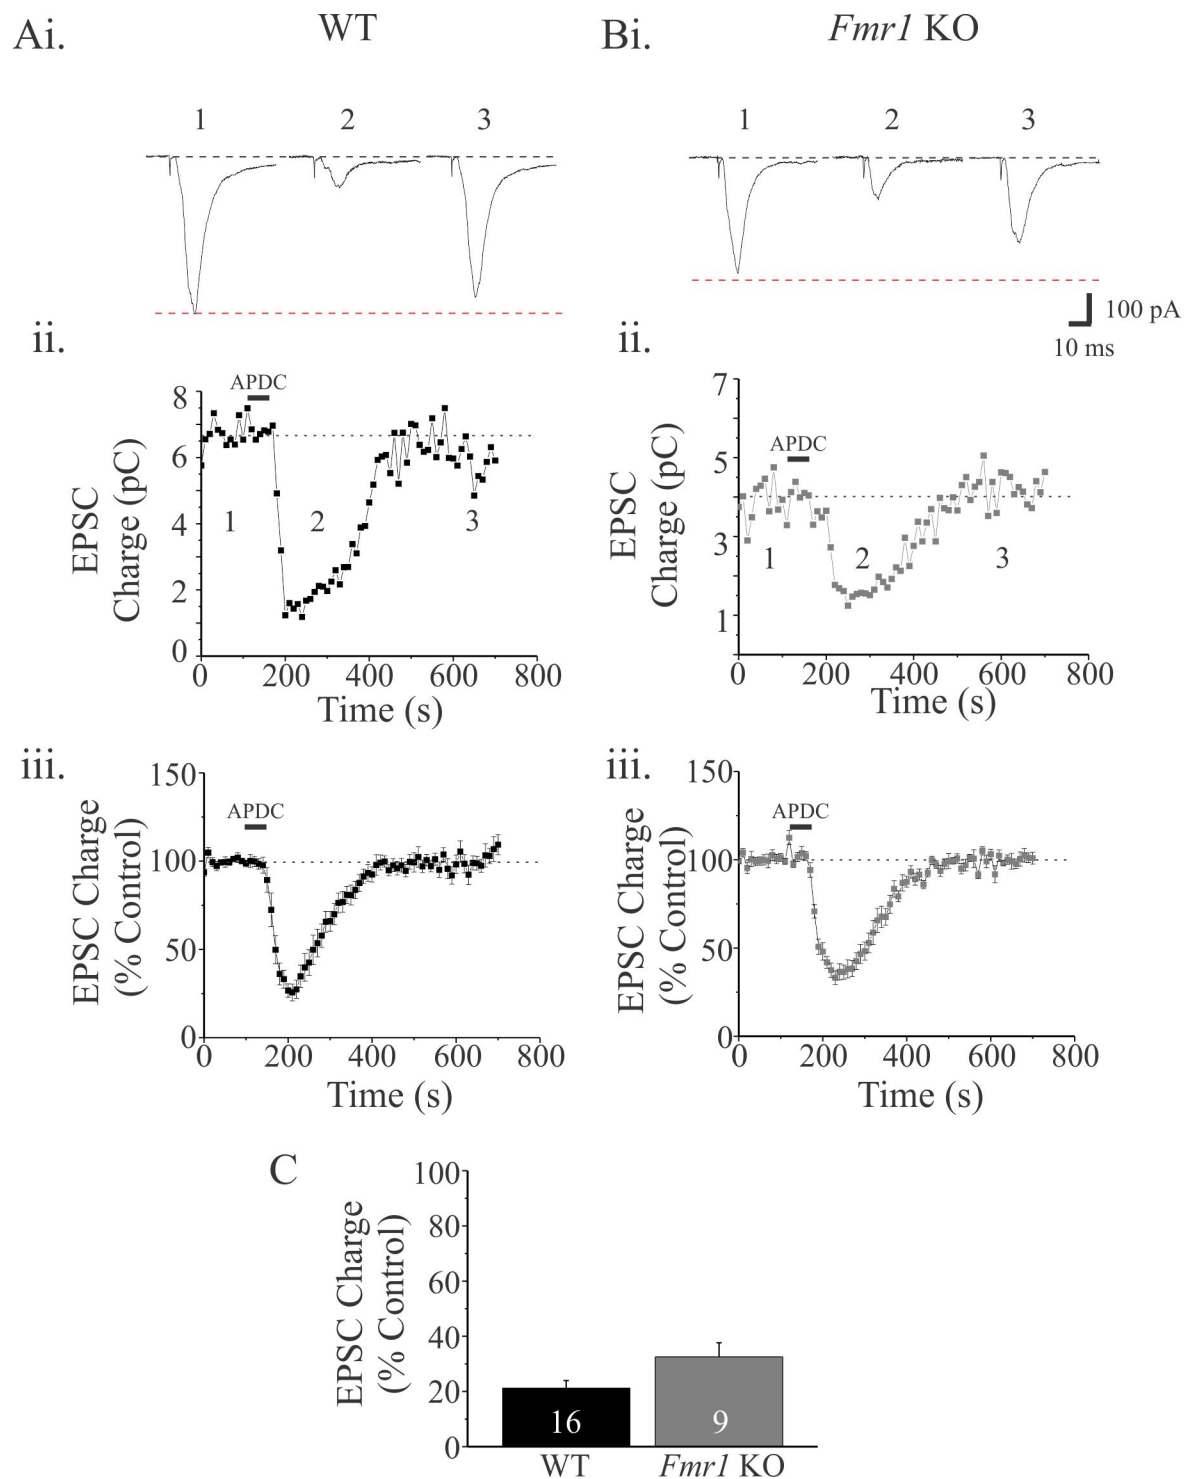 Ai.
WT
Bi.
Fmr1 KO
1
2
3
1
2
3
100 pA
10 ms
ii.
EPSC
Charge (pC)
8
6
4
2
0
APDC
1
2
3
0
200
400
600
800
Time (s)
ii.
EPSC
Charge (pC)
7
5
3
1
APDC
1
2
3
0
200
400
600
800
Time (s)
iii.
EPSC Charge
(% Control)
150
100
50
0
APDC
0
200
400
600
800
Time (s)
iii.
EPSC Charge
(% Control)
150
100
50
0
APDC
0
200
400
600
800
Time (s)
C
EPSC Charge
(% Control)
100
80
60
40
20
0
16
9
WT
Fmr1 KO